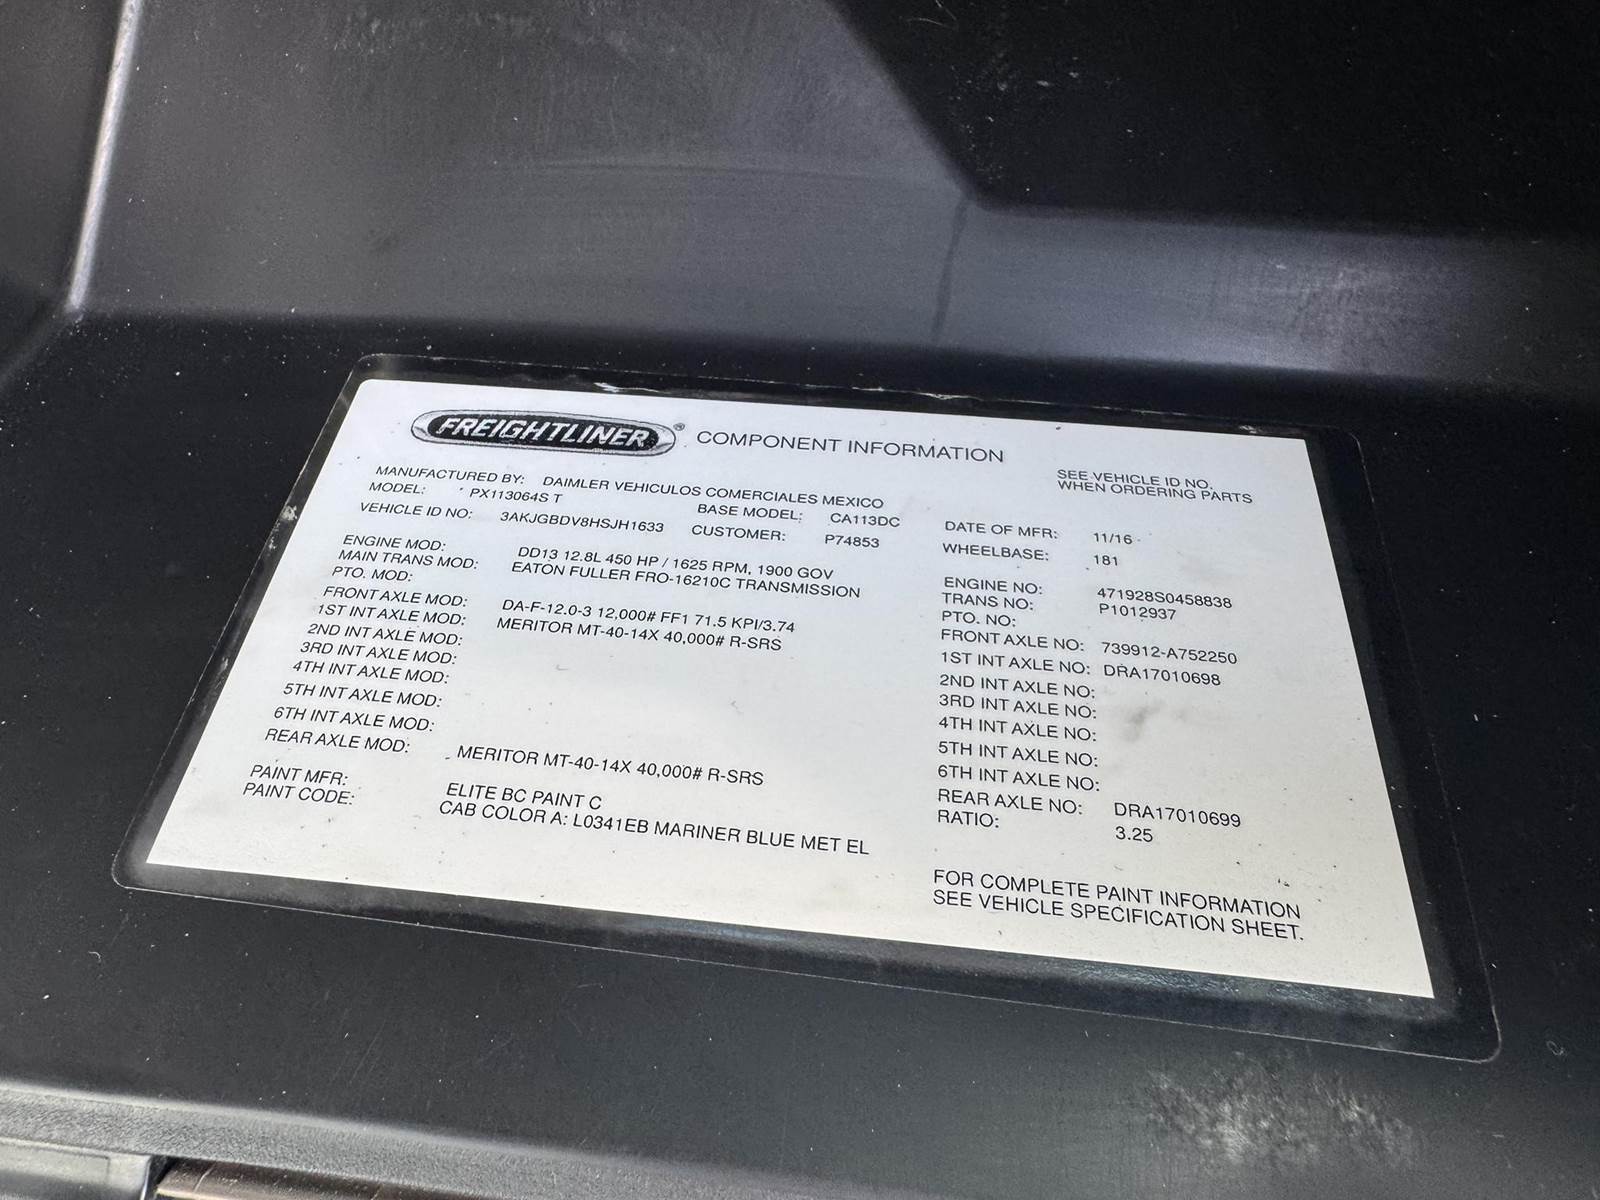 FREIGHTLINER® COMPONENT INFORMATION
SEE VEHICLE ID NO.
WHEN ORDERING PARTS
MANUFACTURED BY: DAIMLER VEHICULOS COMERCIALES MEXICO
MODEL: PX113064S T BASE MODEL: CA113DC DATE OF MFR: 11/16
VEHICLE ID NO: 3AKJGBDV8HSJH1633 CUSTOMER: P74853 WHEELBASE: 181
ENGINE MOD: DD13 12.8L 450 HP / 1625 RPM, 1900 GOV ENGINE NO: 471928S0458838
MAIN TRANS MOD: EATON FULLER FRO-16210C TRANSMISSION TRANS NO: P1012937
PTO. MOD: PTO. NO:
FRONT AXLE MOD: DA-F-12.0-3 12,000# FF1 71.5 KPI/3.74 FRONT AXLE NO: 739912-A752250
1ST INT AXLE MOD: MERITOR MT-40-14X 40,000# R-SRS 1ST INT AXLE NO: DRA17010698
2ND INT AXLE MOD: 2ND INT AXLE NO:
3RD INT AXLE MOD: 3RD INT AXLE NO:
4TH INT AXLE MOD: 4TH INT AXLE NO:
5TH INT AXLE MOD: 5TH INT AXLE NO:
6TH INT AXLE MOD: 6TH INT AXLE NO:
REAR AXLE MOD: MERITOR MT-40-14X 40,000# R-SRS REAR AXLE NO: DRA17010699
RATIO: 3.25
PAINT MFR: ELITE BC PAINT C
PAINT CODE: CAB COLOR A: L0341EB MARINER BLUE MET EL
FOR COMPLETE PAINT INFORMATION
SEE VEHICLE SPECIFICATION SHEET.